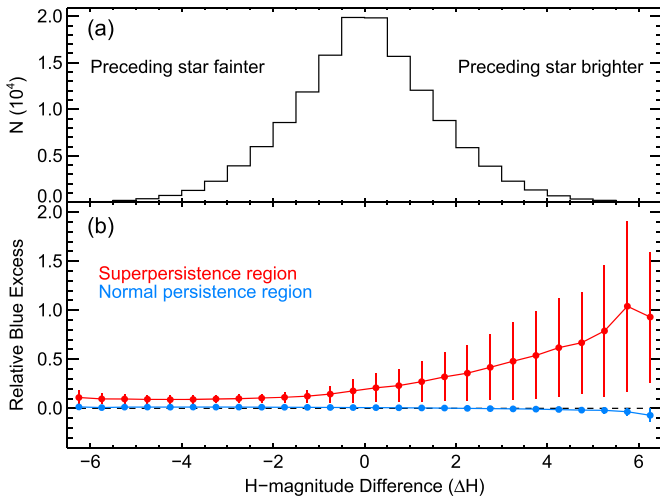 (a)
Preceding star fainter
Preceding star brighter
N (10⁴)
2.0
1.5
1.0
0.5
0.0
(b)
Superpersistence region
Normal persistence region
Relative Blue Excess
2.0
1.5
1.0
0.5
0.0
−6 −4 −2 0 2 4 6
H−magnitude Difference (ΔH)